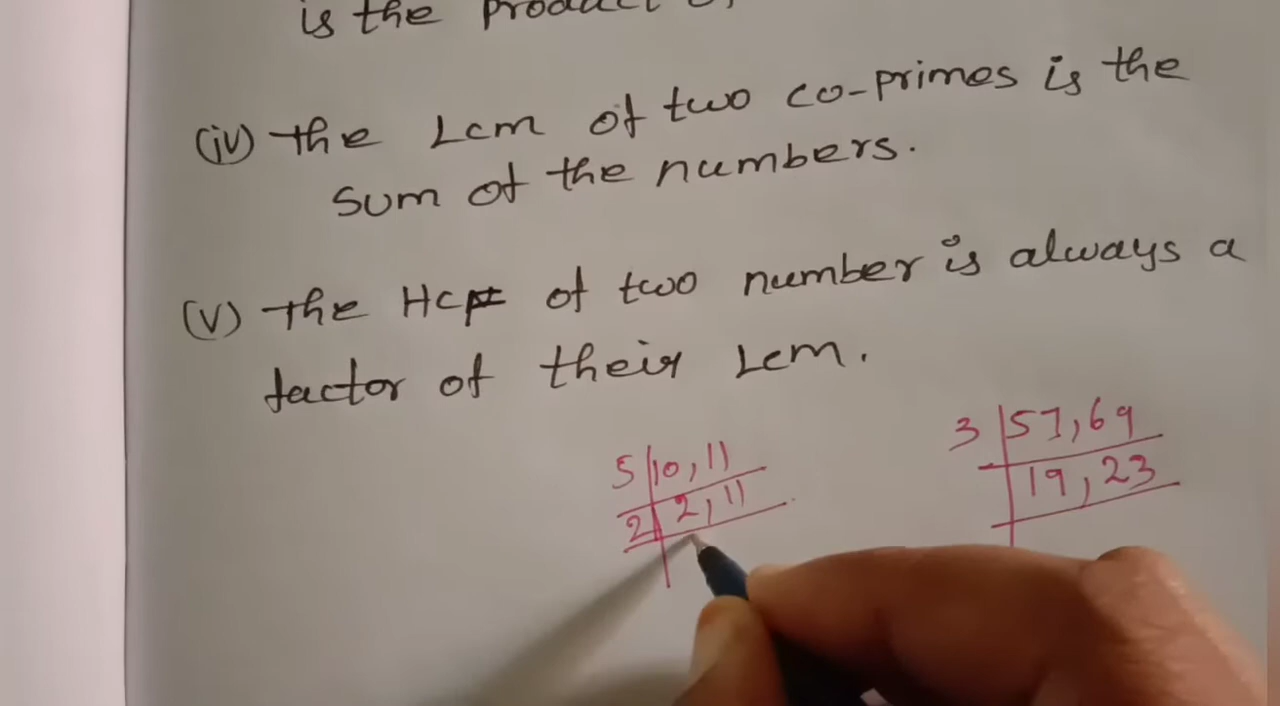 is the product
(iv) the Lcm of two co-primes is the
sum of the numbers.
(v) the HCF of two number is always a
factor of their Lcm.
3 57, 69
5 10, 11
19, 23
2 2, 11